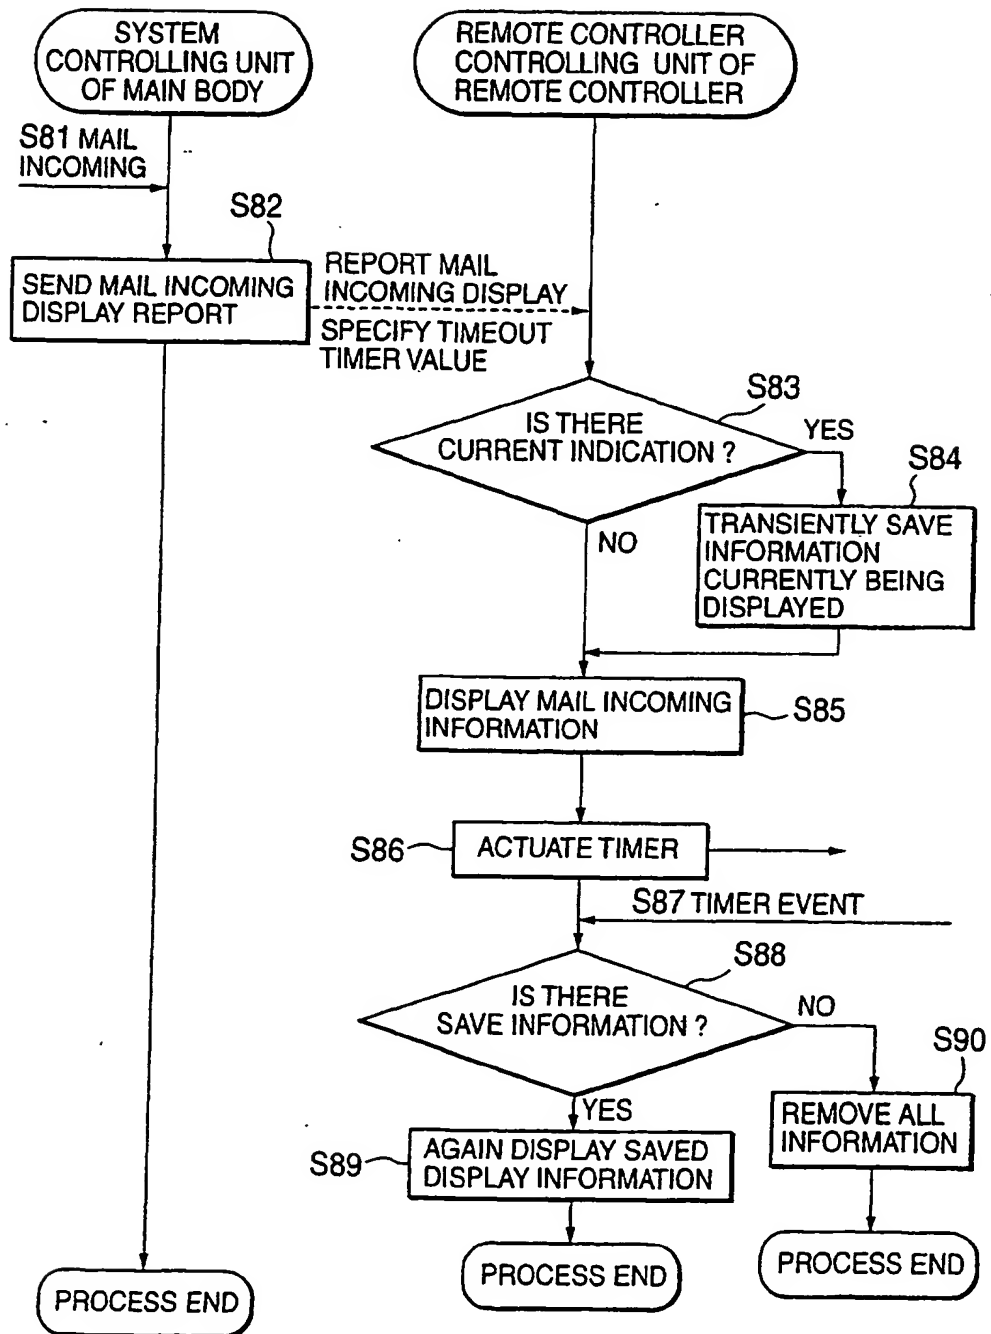 SYSTEM
CONTROLLING UNIT
OF MAIN BODY
REMOTE CONTROLLER
CONTROLLING UNIT OF
REMOTE CONTROLLER
S81 MAIL
INCOMING
S82
SEND MAIL INCOMING
DISPLAY REPORT
REPORT MAIL
INCOMING DISPLAY
SPECIFY TIMEOUT
TIMER VALUE
S83
IS THERE
CURRENT INDICATION ?
YES
S84
NO
TRANSIENTLY SAVE
INFORMATION
CURRENTLY BEING
DISPLAYED
DISPLAY MAIL INCOMING
INFORMATION
S85
S86
ACTUATE TIMER
S87 TIMER EVENT
S88
IS THERE
SAVE INFORMATION ?
NO
S90
YES
REMOVE ALL
INFORMATION
S89
AGAIN DISPLAY SAVED
DISPLAY INFORMATION
PROCESS END
PROCESS END
PROCESS END